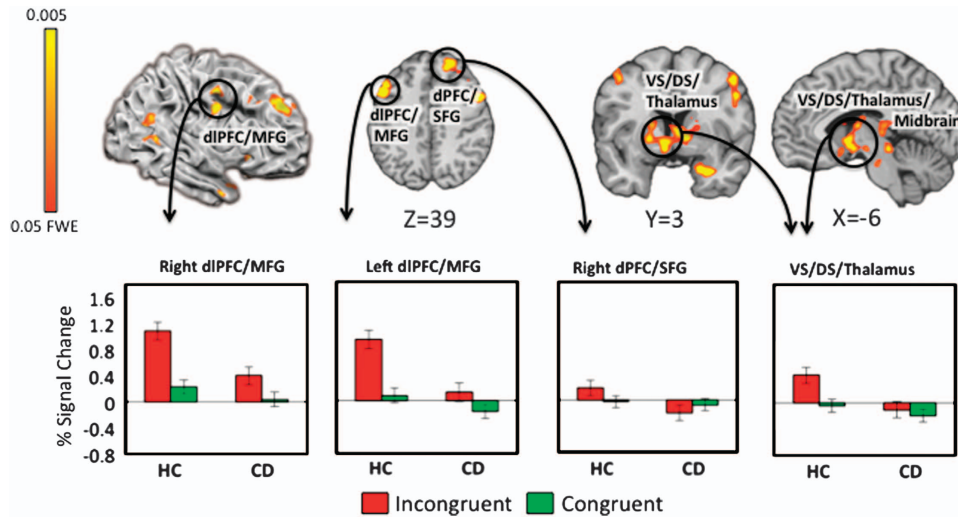 0.005
0.05 FWE
dlPFC/MFG
dlPFC/
MFG
dPFC/
SFG
VS/DS/
Thalamus
VS/DS/Thalamus/
Midbrain
Z=39
Y=3
X=-6
Right dlPFC/MFG
Left dlPFC/MFG
Right dPFC/SFG
VS/DS/Thalamus
% Signal Change
1.6
1.2
0.8
0.4
0
-0.4
-0.8
HC CD
HC CD
HC CD
HC CD
Incongruent Congruent